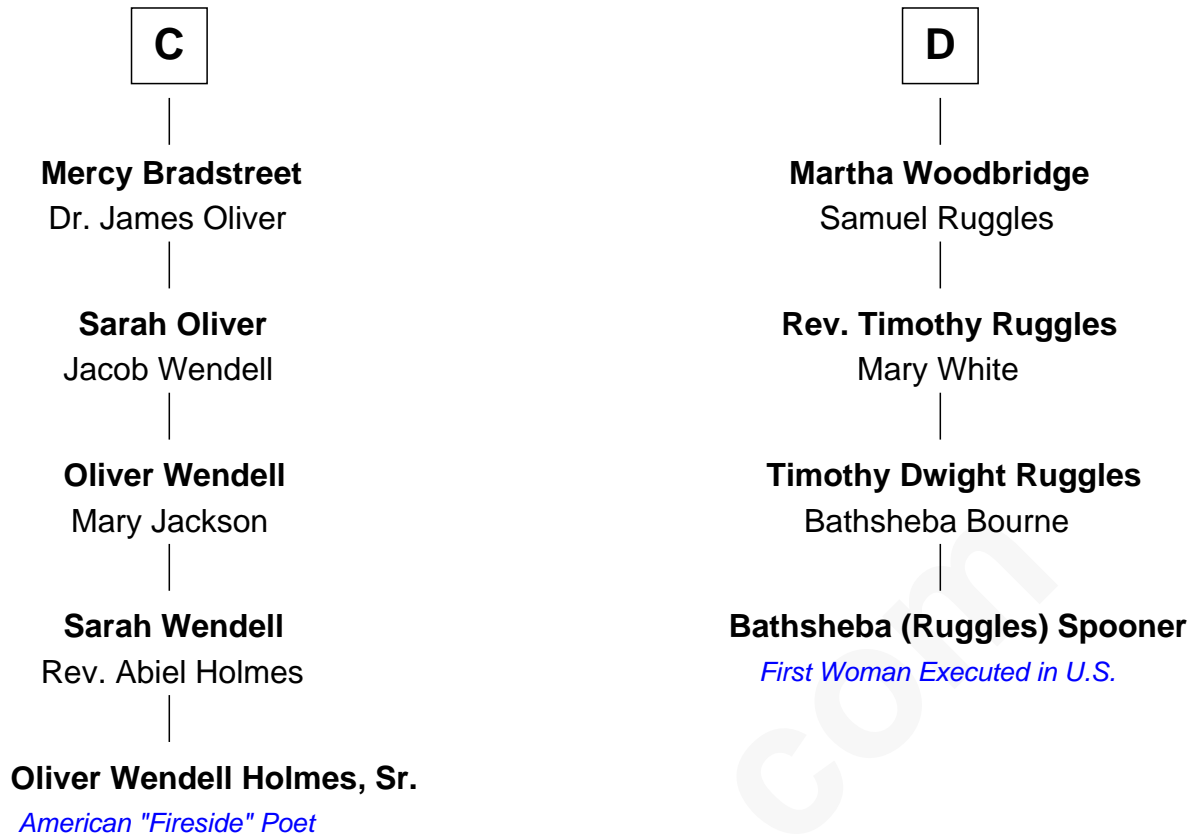 C
Mercy Bradstreet
Dr. James Oliver
Sarah Oliver
Jacob Wendell
Oliver Wendell
Mary Jackson
Sarah Wendell
Rev. Abiel Holmes
Oliver Wendell Holmes, Sr.
American "Fireside" Poet
D
Martha Woodbridge
Samuel Ruggles
Rev. Timothy Ruggles
Mary White
Timothy Dwight Ruggles
Bathsheba Bourne
Bathsheba (Ruggles) Spooner
First Woman Executed in U.S.
com